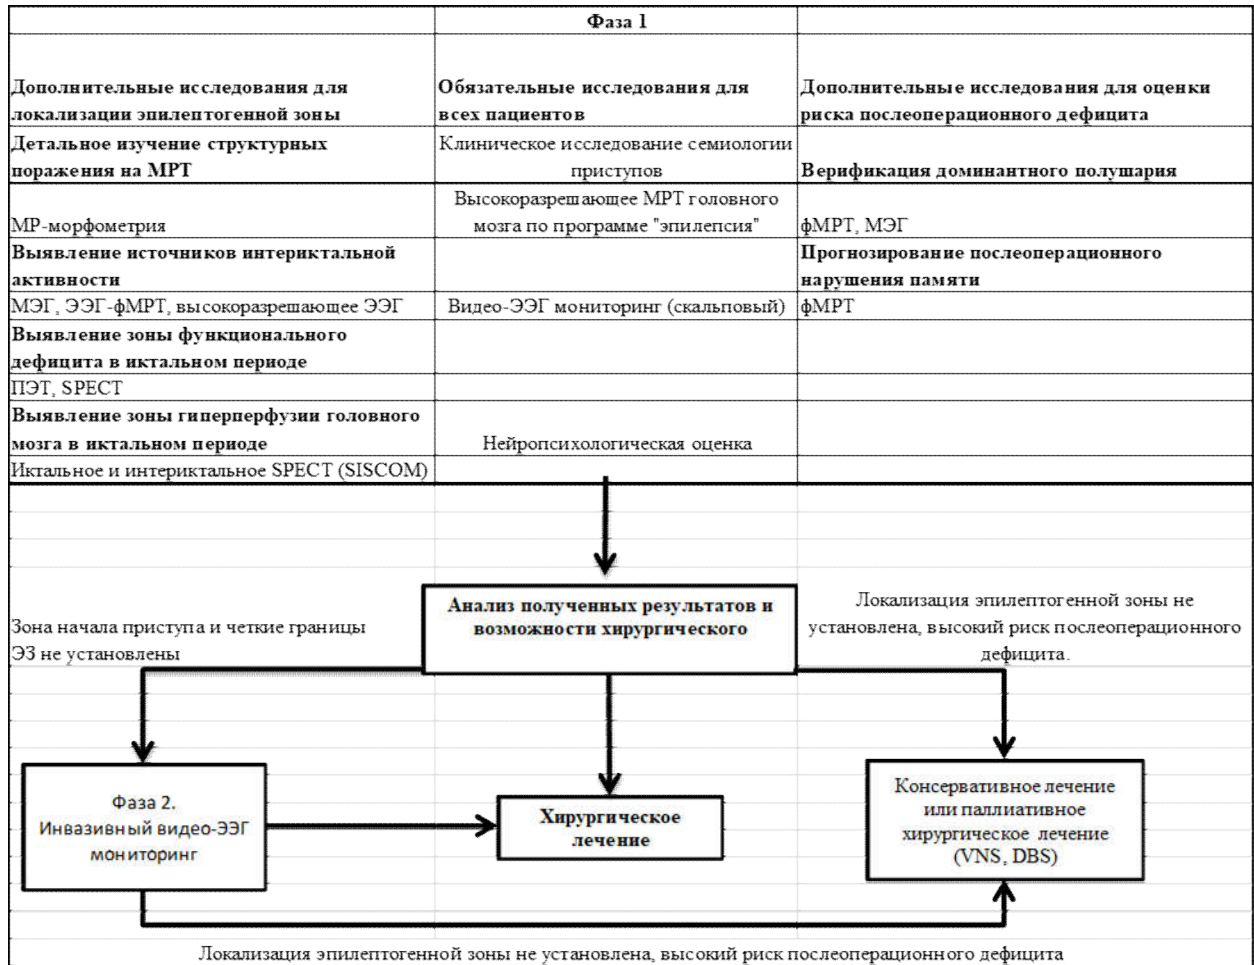 Фаза 1
Дополнительные исследования для
локализации эпилептогенной зоны
Обязательные исследования для
всех пациентов
Дополнительные исследования для оценки
риска послеоперационного дефицита
Детальное изучение структурных
поражения на МРТ
Клиническое исследование семиологии
приступов
Верификация доминантного полушария
МР-морфометрия
Высокоразрешающее МРТ головного
мозга по программе "эпилепсия"
фМРТ, МЭГ
Выявление источников интериктальной
активности
Прогнозирование послеоперационного
нарушения памяти
МЭГ, ЭЭГ-фМРТ, высокоразрешающее ЭЭГ
Видео-ЭЭГ мониторинг (скальповый)
фМРТ
Выявление зоны функционального
дефицита в иктальном периоде
ПЭТ, SPECT
Выявление зоны гиперперфузии головного
мозга в иктальном периоде
Нейропсихологическая оценка
Иктальное и интериктальное SPECT (SISCOM)
Анализ полученных результатов и
возможности хирургического
Зона начала приступа и четкие границы
ЭЗ не установлены
Локализация эпилептогенной зоны не
установлена, высокий риск послеоперационного
дефицита.
Фаза 2.
Инвазивный видео-ЭЭГ
мониторинг
Хирургическое
лечение
Консервативное лечение
или паллиативное
хирургическое лечение
(VNS, DBS)
Локализация эпилептогенной зоны не установлена, высокий риск послеоперационного дефицита